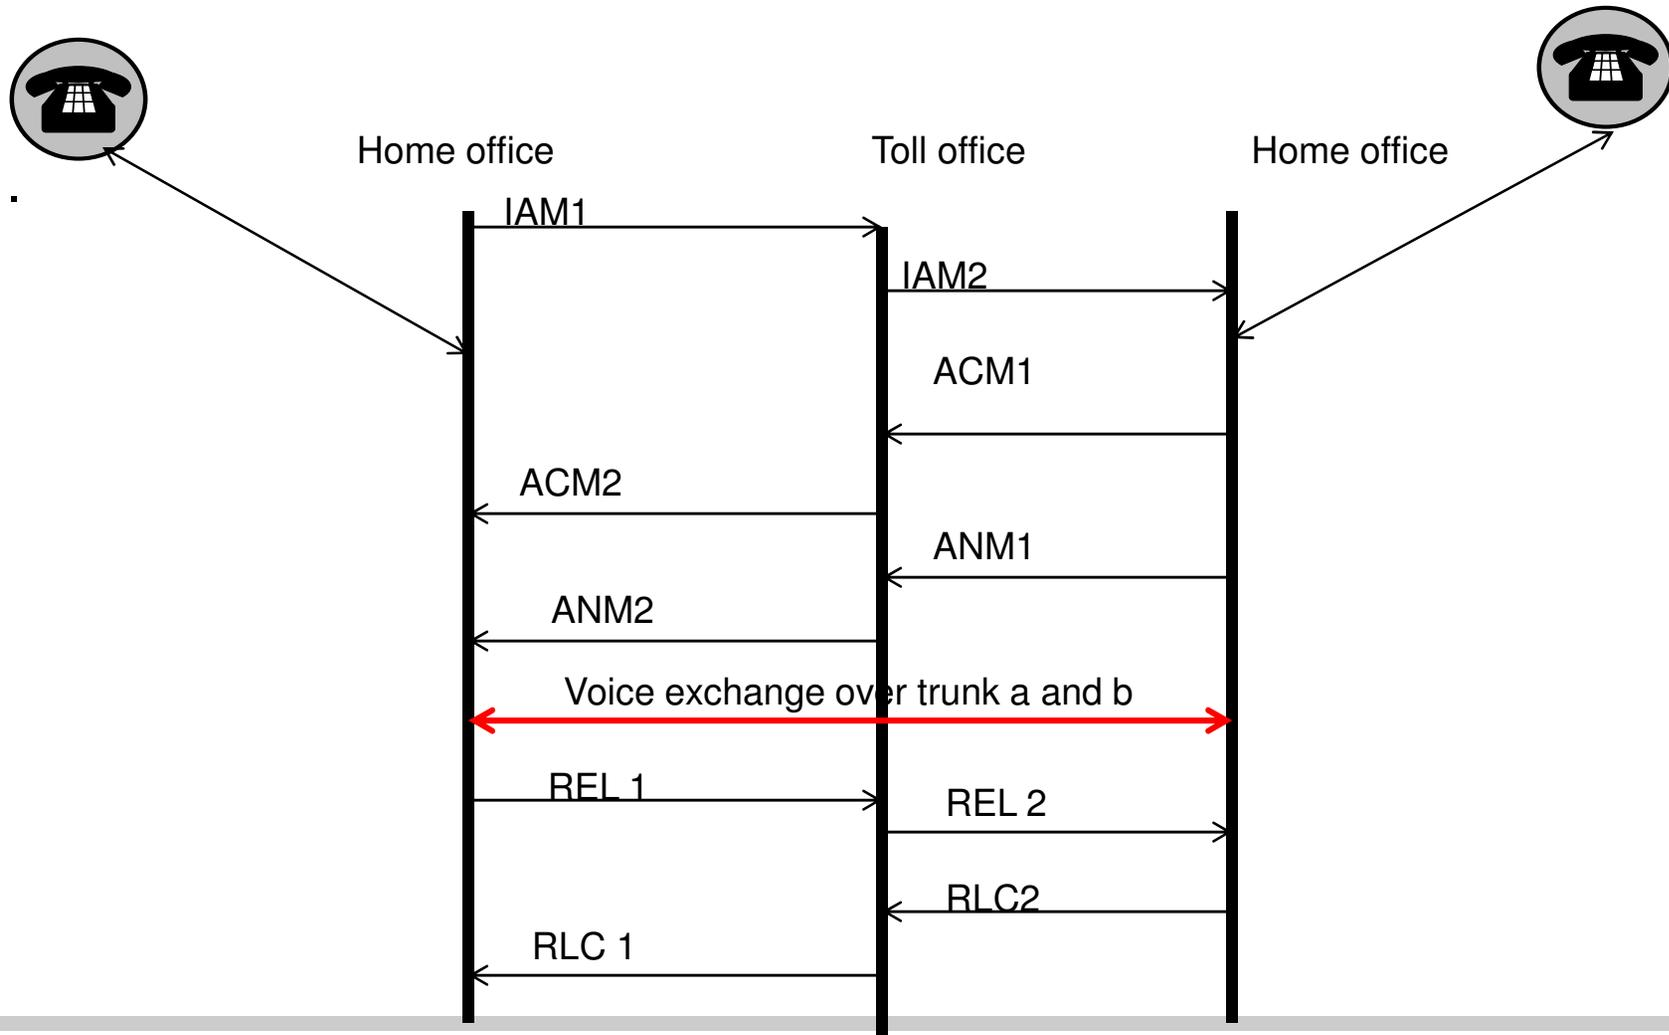 Home office
Toll office
Home office
IAM1
IAM2
ACM1
ACM2
ANM1
ANM2
Voice exchange over trunk a and b
REL 1
REL 2
RLC2
RLC 1